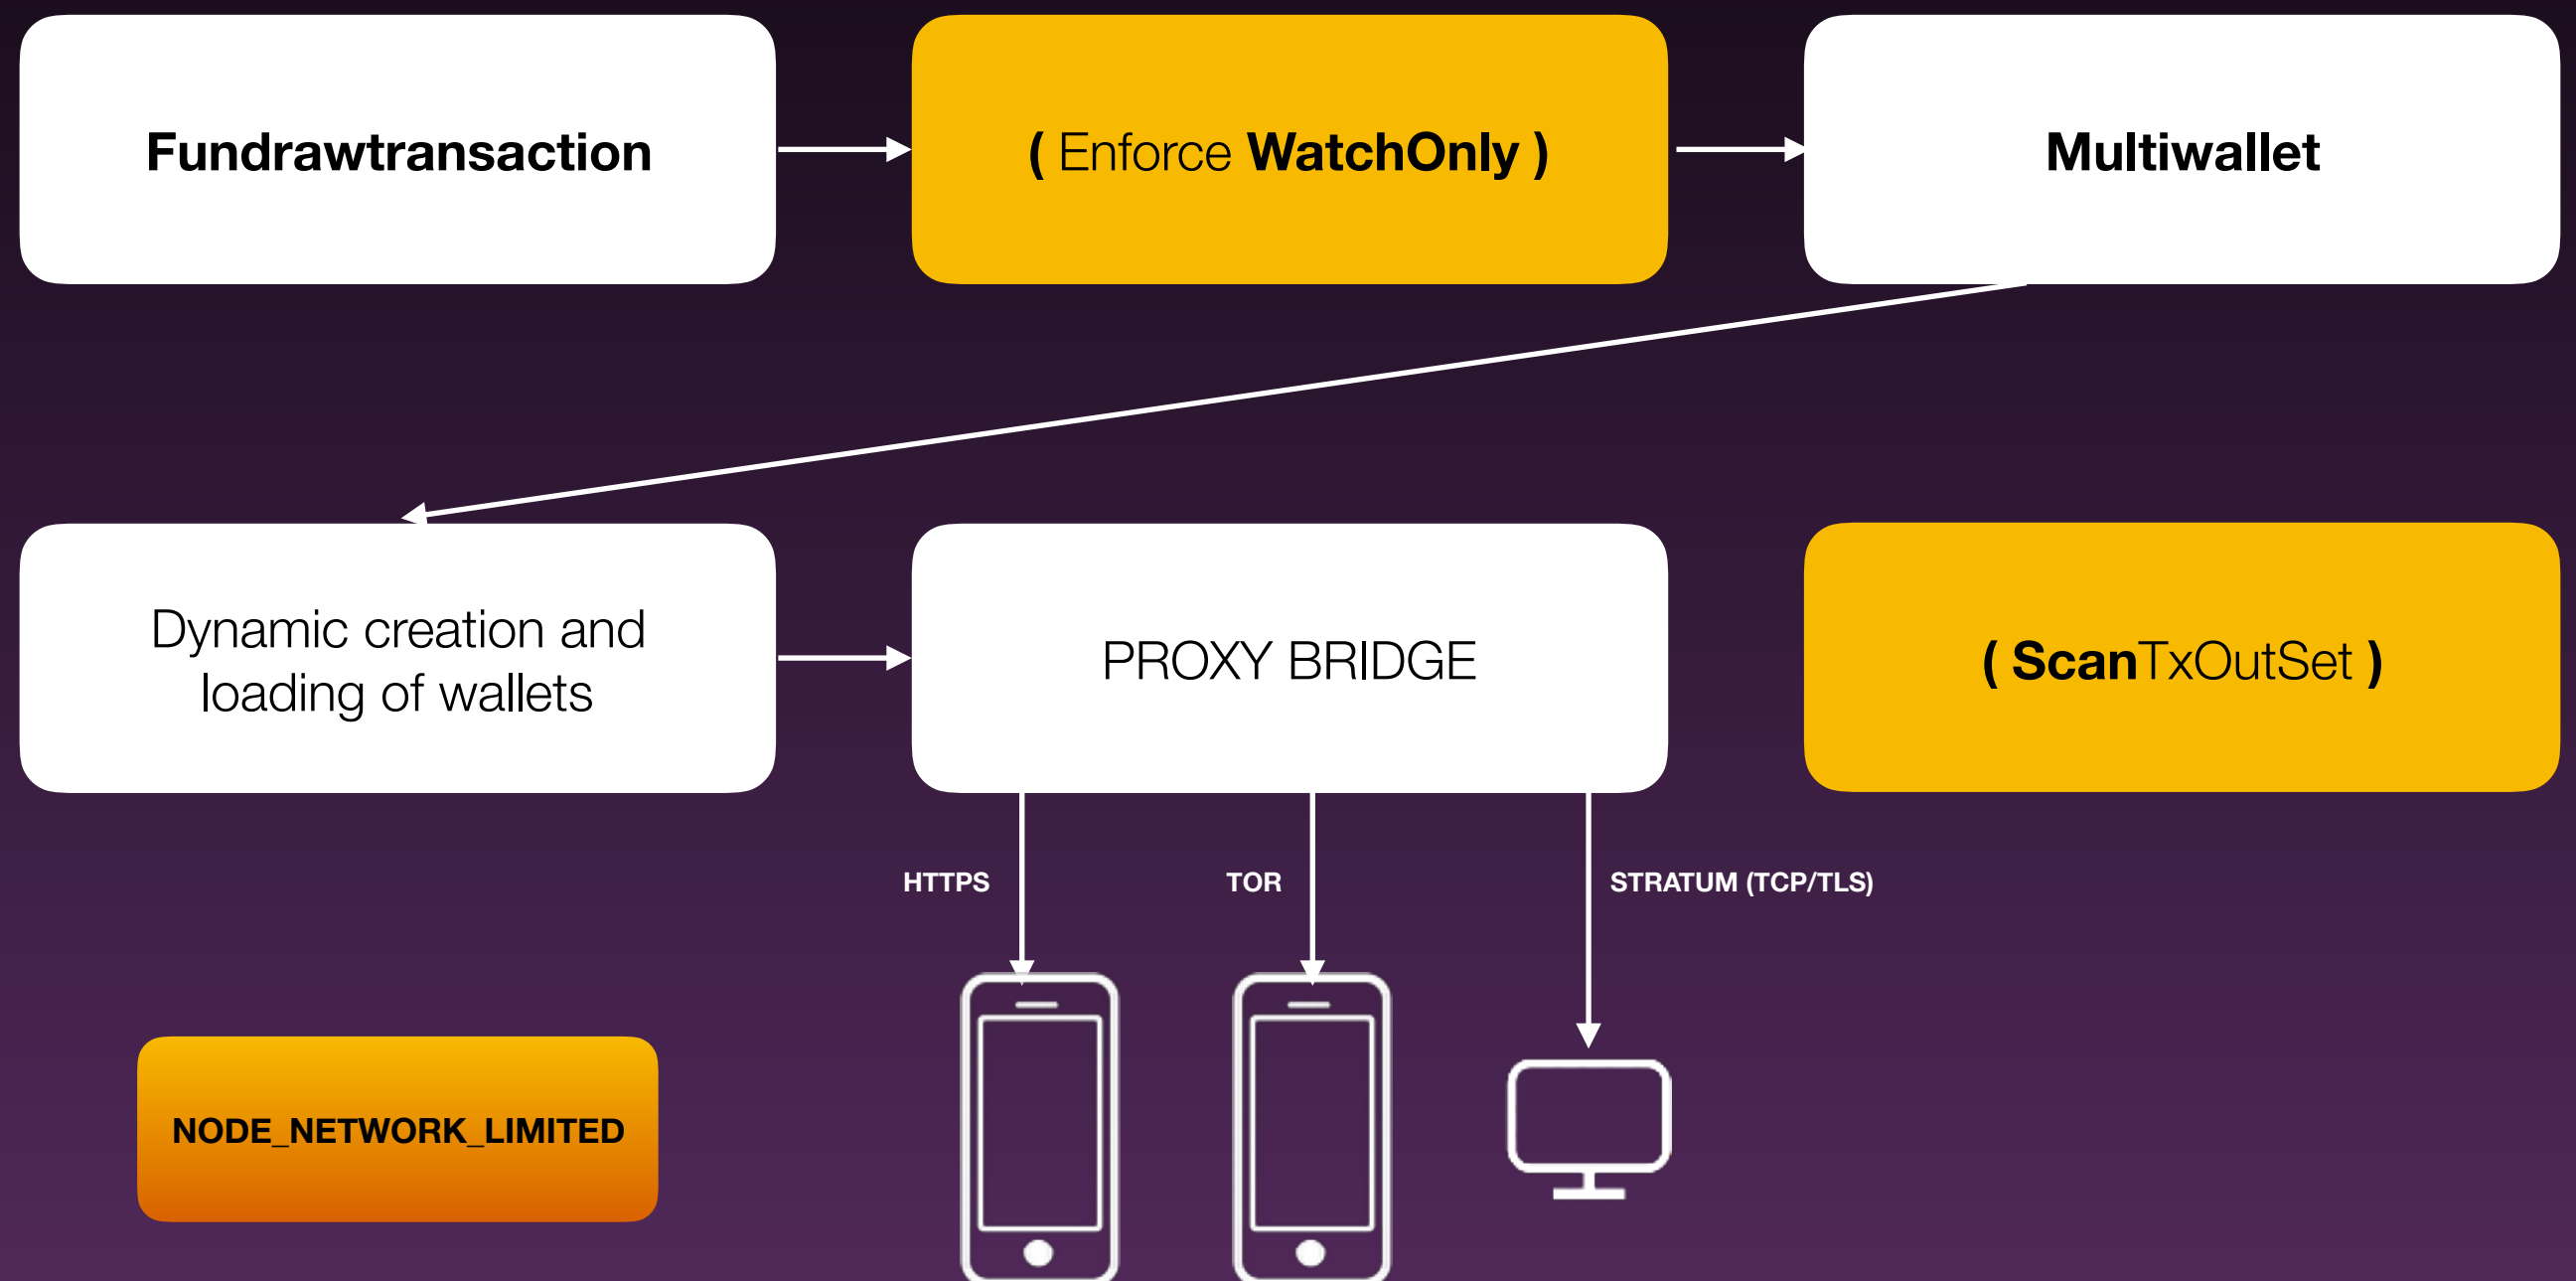 Fundrawtransaction
( Enforce WatchOnly )
Multiwallet
Dynamic creation and
loading of wallets
PROXY BRIDGE
( ScanTxOutSet )
HTTPS
TOR
STRATUM (TCP/TLS)
NODE_NETWORK_LIMITED